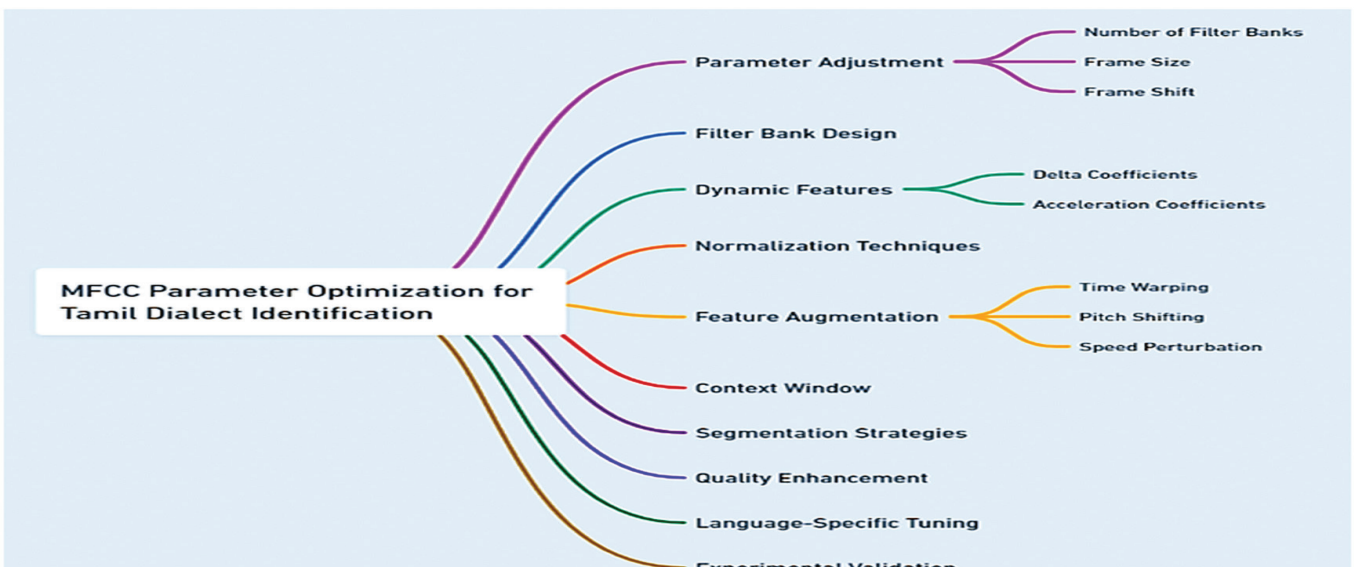 MFCC Parameter Optimization for
Tamil Dialect Identification
Parameter Adjustment
Number of Filter Banks
Frame Size
Frame Shift
Filter Bank Design
Dynamic Features
Delta Coefficients
Acceleration Coefficients
Normalization Techniques
Feature Augmentation
Time Warping
Pitch Shifting
Speed Perturbation
Context Window
Segmentation Strategies
Quality Enhancement
Language-Specific Tuning
Experimental Validation